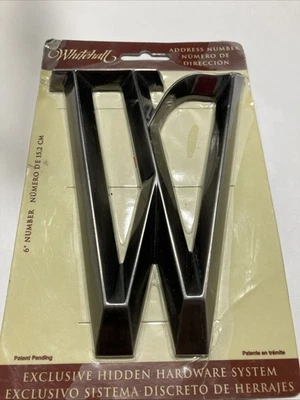 Whitehall
ADDRESS NUMBER
NÚMERO DE
DIRECCIÓN
6" NUMBER NÚMERO DE 15.2 CM
W
Patent Pending
Patente en trámite
EXCLUSIVE HIDDEN HARDWARE SYSTEM
EXCLUSIVO SISTEMA DISCRETO DE HERRAJES